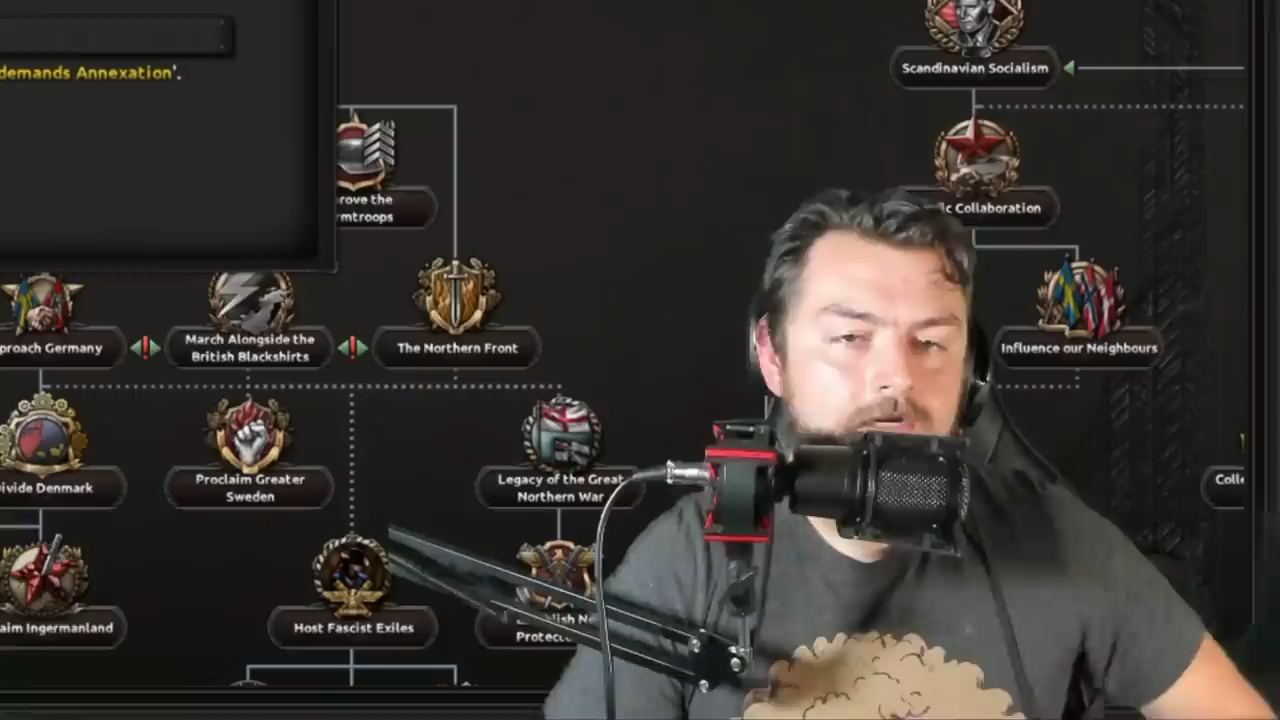 demands Annexation'.
Scandinavian Socialism
Collaboration
rove the
mtroops
proach Germany
March Alongside the
British Blackshirts
The Northern Front
Influence our Neighbours
ivide Denmark
Proclaim Greater
Sweden
Legacy of the Great
Northern War
Colle
aim Ingermanland
Host Fascist Exiles